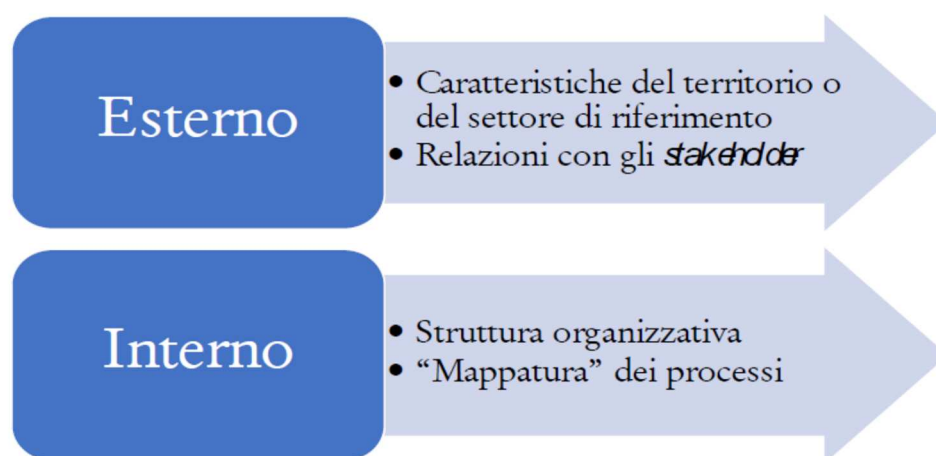 Esterno
• Caratteristiche del territorio o
del settore di riferimento
• Relazioni con gli stakeholder
Interno
• Struttura organizzativa
• “Mappatura” dei processi